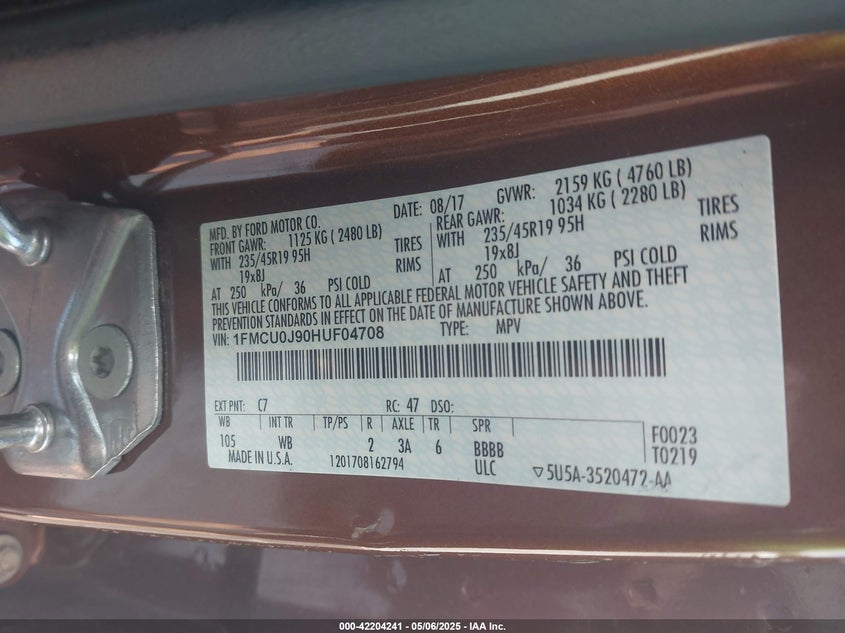 MFD. BY FORD MOTOR CO. DATE: 08/17 GVWR: 2159 KG ( 4760 LB)
FRONT GAWR: 1125 KG ( 2480 LB) REAR GAWR: 1034 KG ( 2280 LB)
WITH 235/45R19 95H TIRES WITH 235/45R19 95H TIRES
19x8J RIMS 19x8J RIMS
AT 250 kPa/ 36 PSI COLD AT 250 kPa/ 36 PSI COLD
THIS VEHICLE CONFORMS TO ALL APPLICABLE FEDERAL MOTOR VEHICLE SAFETY AND THEFT
PREVENTION STANDARDS IN EFFECT ON THE DATE OF MANUFACTURE SHOWN ABOVE.
VIN: 1FMCU0J90HUF04708 TYPE: MPV
EXT PNT: C7 RC: 47 DSO:
WB INT TR TP/PS R AXLE TR SPR
105 WB 2 3A 6 BBBB F0023
MADE IN U.S.A. 1201708162794 ULC T0219
▽5U5A-3520472-AA
000-42204241 - 05/06/2025 - IAA Inc.